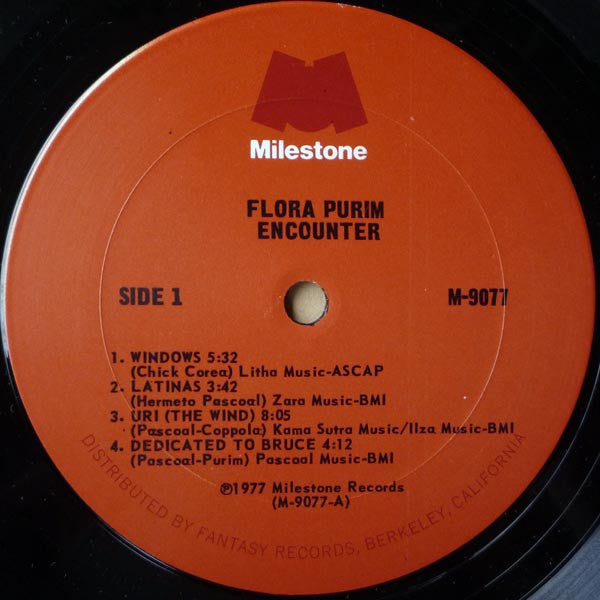 Milestone
FLORA PURIM
ENCOUNTER
SIDE 1
M-9077
1. WINDOWS 5:32
(Chick Corea) Litha Music-ASCAP
2. LATINAS 3:42
(Hermeto Pascoal) Zara Music-BMI
3. URI (THE WIND) 8:05
(Pascoal-Coppola) Kama Sutra Music/Ilza Music-BMI
4. DEDICATED TO BRUCE 4:12
(Pascoal-Purim) Pascoal Music-BMI
℗1977 Milestone Records
(M-9077-A)
DISTRIBUTED BY FANTASY RECORDS, BERKELEY, CALIFORNIA